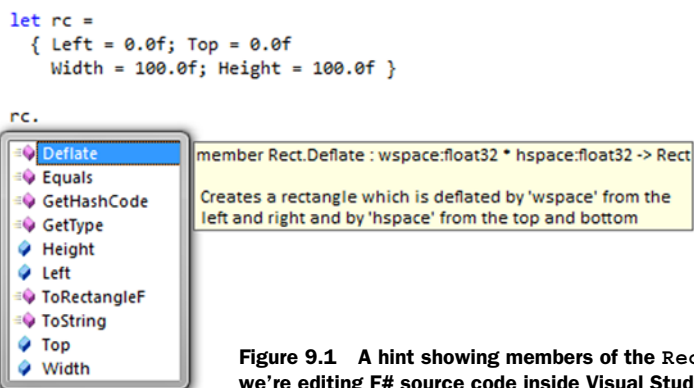 let rc =
{ Left = 0.0f; Top = 0.0f
Width = 100.0f; Height = 100.0f }
rc.
Deflate
Equals
GetHashCode
GetType
Height
Left
ToRectangleF
ToString
Top
Width
member Rect.Deflate : wspace:float32 * hspace:float32 -> Rect
Creates a rectangle which is deflated by 'wspace' from the
left and right and by 'hspace' from the top and bottom
Figure 9.1 A hint showing members of the Rec
we're editing F# source code inside Visual Stud